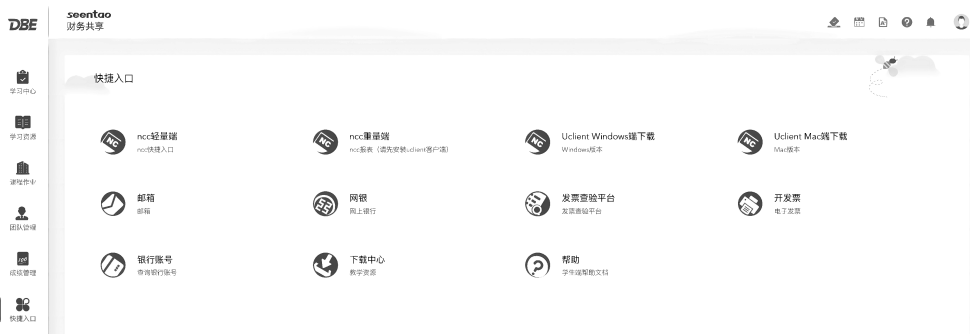 DBE
seentao
财务共享
学习中心
学习资源
课程作业
团队管理
成绩管理
快捷入口
快捷入口
ncc轻量端
ncc快捷入口
ncc重量端
ncc报表（请先安装uclient客户端）
Uclient Windows端下载
Windows版本
Uclient Mac端下载
Mac版本
邮箱
邮箱
网银
网上银行
发票查验平台
发票查验平台
开发票
电子发票
银行账号
查询银行账号
下载中心
教学资源
帮助
学生端帮助文档